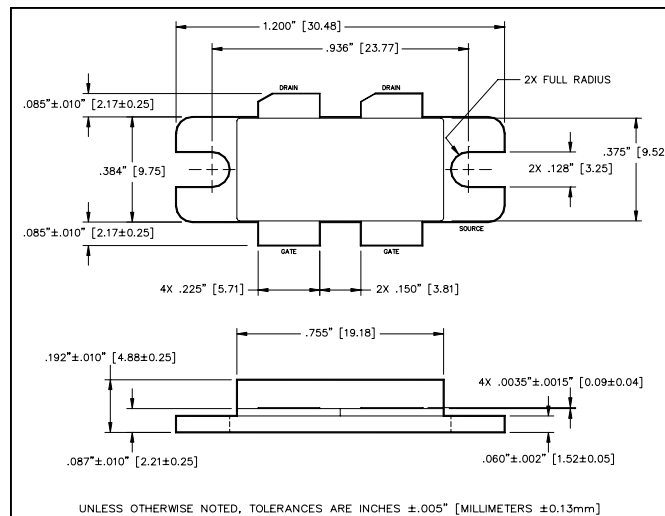 1.200" [30.48]
.936" [23.77]
DRAIN
DRAIN
2X FULL RADIUS
.085"±.010" [2.17±0.25]
.384" [9.75]
.375" [9.52]
2X .128" [3.25]
.085"±.010" [2.17±0.25]
SOURCE
GATE
GATE
4X .225" [5.71]
2X .150" [3.81]
.755" [19.18]
.192"±.010" [4.88±0.25]
4X .0035"±.0015" [0.09±0.04]
.087"±.010" [2.21±0.25]
.060"±.002" [1.52±0.05]
UNLESS OTHERWISE NOTED, TOLERANCES ARE INCHES ±.005" [MILLIMETERS ±0.13mm]